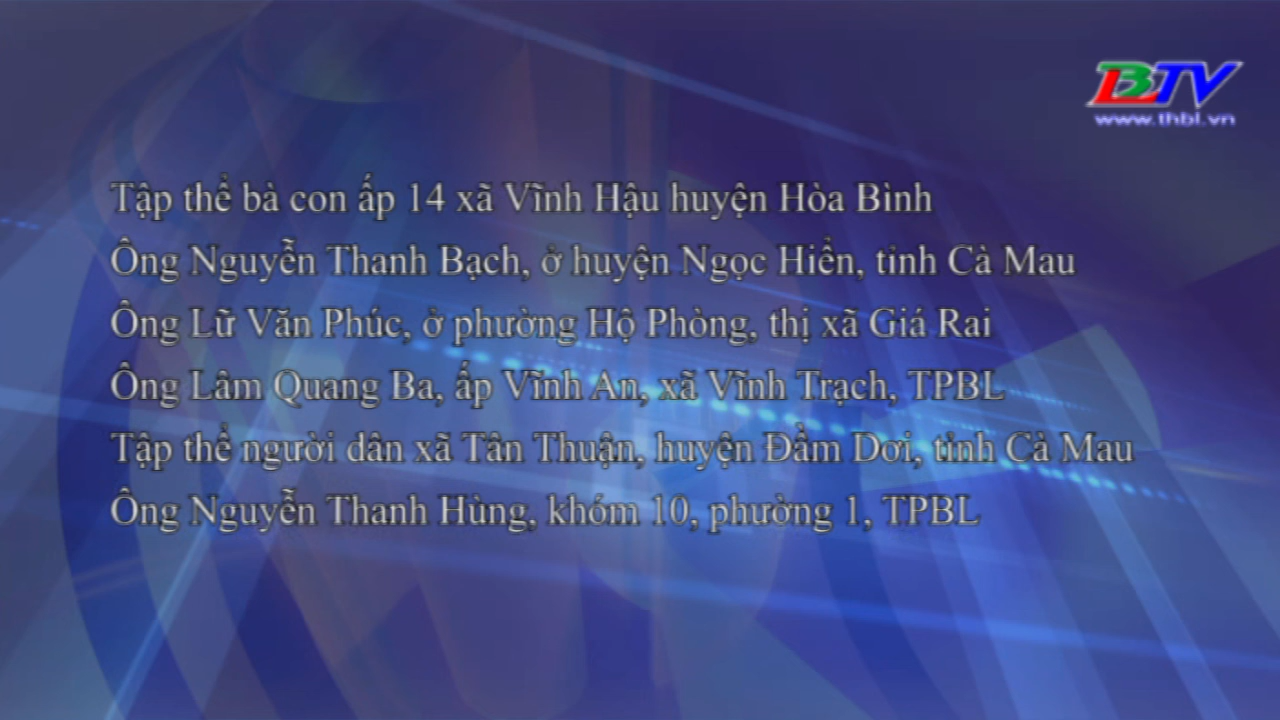 BTV
www.thbl.vn
Tập thể bà con ấp 14 xã Vĩnh Hậu huyện Hòa Bình
Ông Nguyễn Thanh Bạch, ở huyện Ngọc Hiển, tỉnh Cà Mau
Ông Lữ Văn Phúc, ở phường Hộ Phòng, thị xã Giá Rai
Ông Lâm Quang Ba, ấp Vĩnh An, xã Vĩnh Trạch, TPBL
Tập thể người dân xã Tân Thuận, huyện Đầm Dơi, tỉnh Cà Mau
Ông Nguyễn Thanh Hùng, khóm 10, phường 1, TPBL